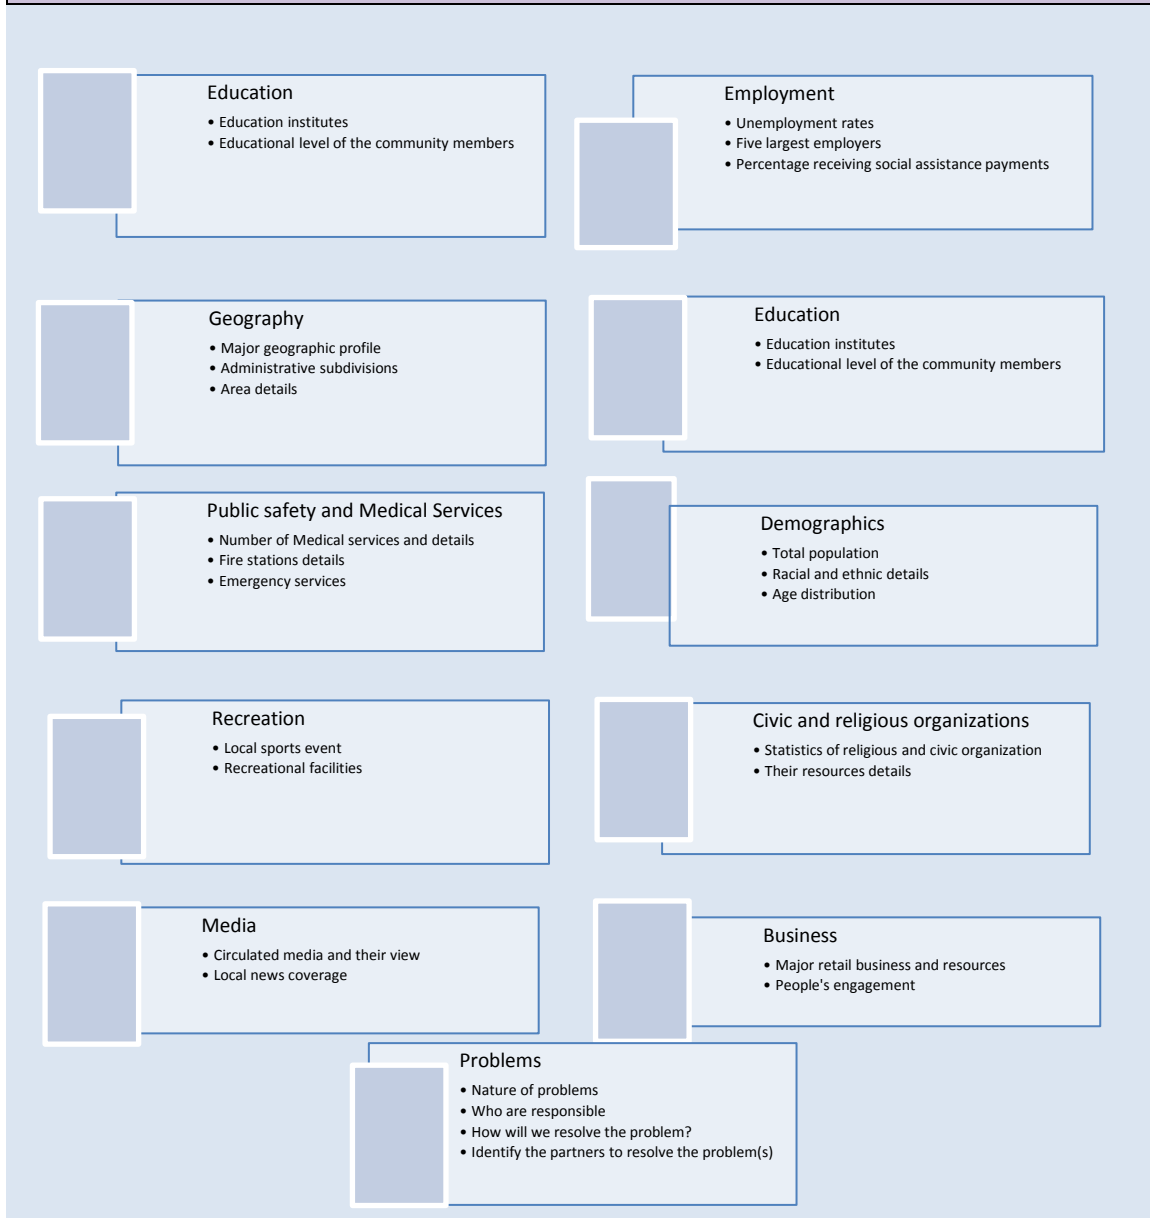 Education
• Education institutes
• Educational level of the community members
Employment
• Unemployment rates
• Five largest employers
• Percentage receiving social assistance payments
Geography
• Major geographic profile
• Administrative subdivisions
• Area details
Education
• Education institutes
• Educational level of the community members
Public safety and Medical Services
• Number of Medical services and details
• Fire stations details
• Emergency services
Demographics
• Total population
• Racial and ethnic details
• Age distribution
Recreation
• Local sports event
• Recreational facilities
Civic and religious organizations
• Statistics of religious and civic organization
• Their resources details
Media
• Circulated media and their view
• Local news coverage
Business
• Major retail business and resources
• People's engagement
Problems
• Nature of problems
• Who are responsible
• How will we resolve the problem?
• Identify the partners to resolve the problem(s)